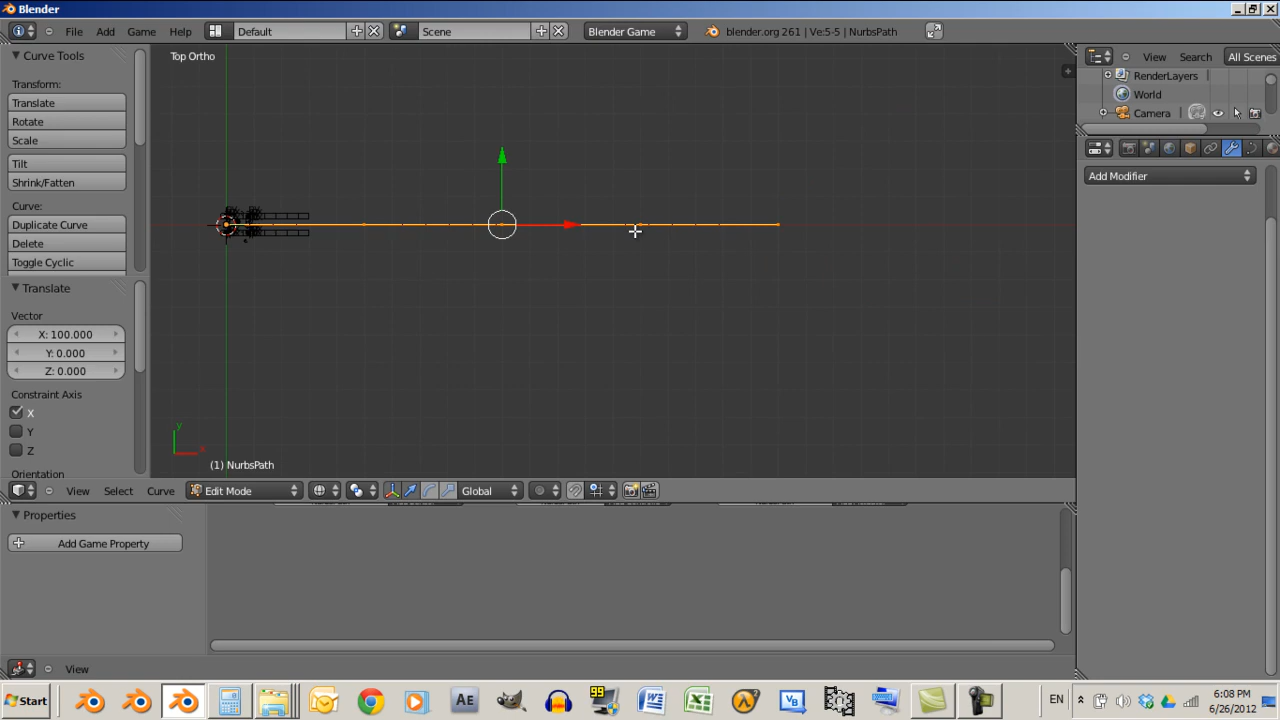 Blender
File Add Game Help Default Scene Blender Game blender.org 261 | Ve:5-5 | NurbsPath
View Search All Scenes
RenderLayers
World
Camera
Add Modifier
Curve Tools
Transform:
Translate
Rotate
Scale
Tilt
Shrink/Fatten
Curve:
Duplicate Curve
Delete
Toggle Cyclic
Translate
Vector
X: 100.000
Y: 0.000
Z: 0.000
Constraint Axis
X
Y
Z
Orientation
Top Ortho
y
x
(1) NurbsPath
View Select Curve Edit Mode Global
Properties
Add Game Property
View
Start 99 AE EN 6:08 PM
6/26/2012